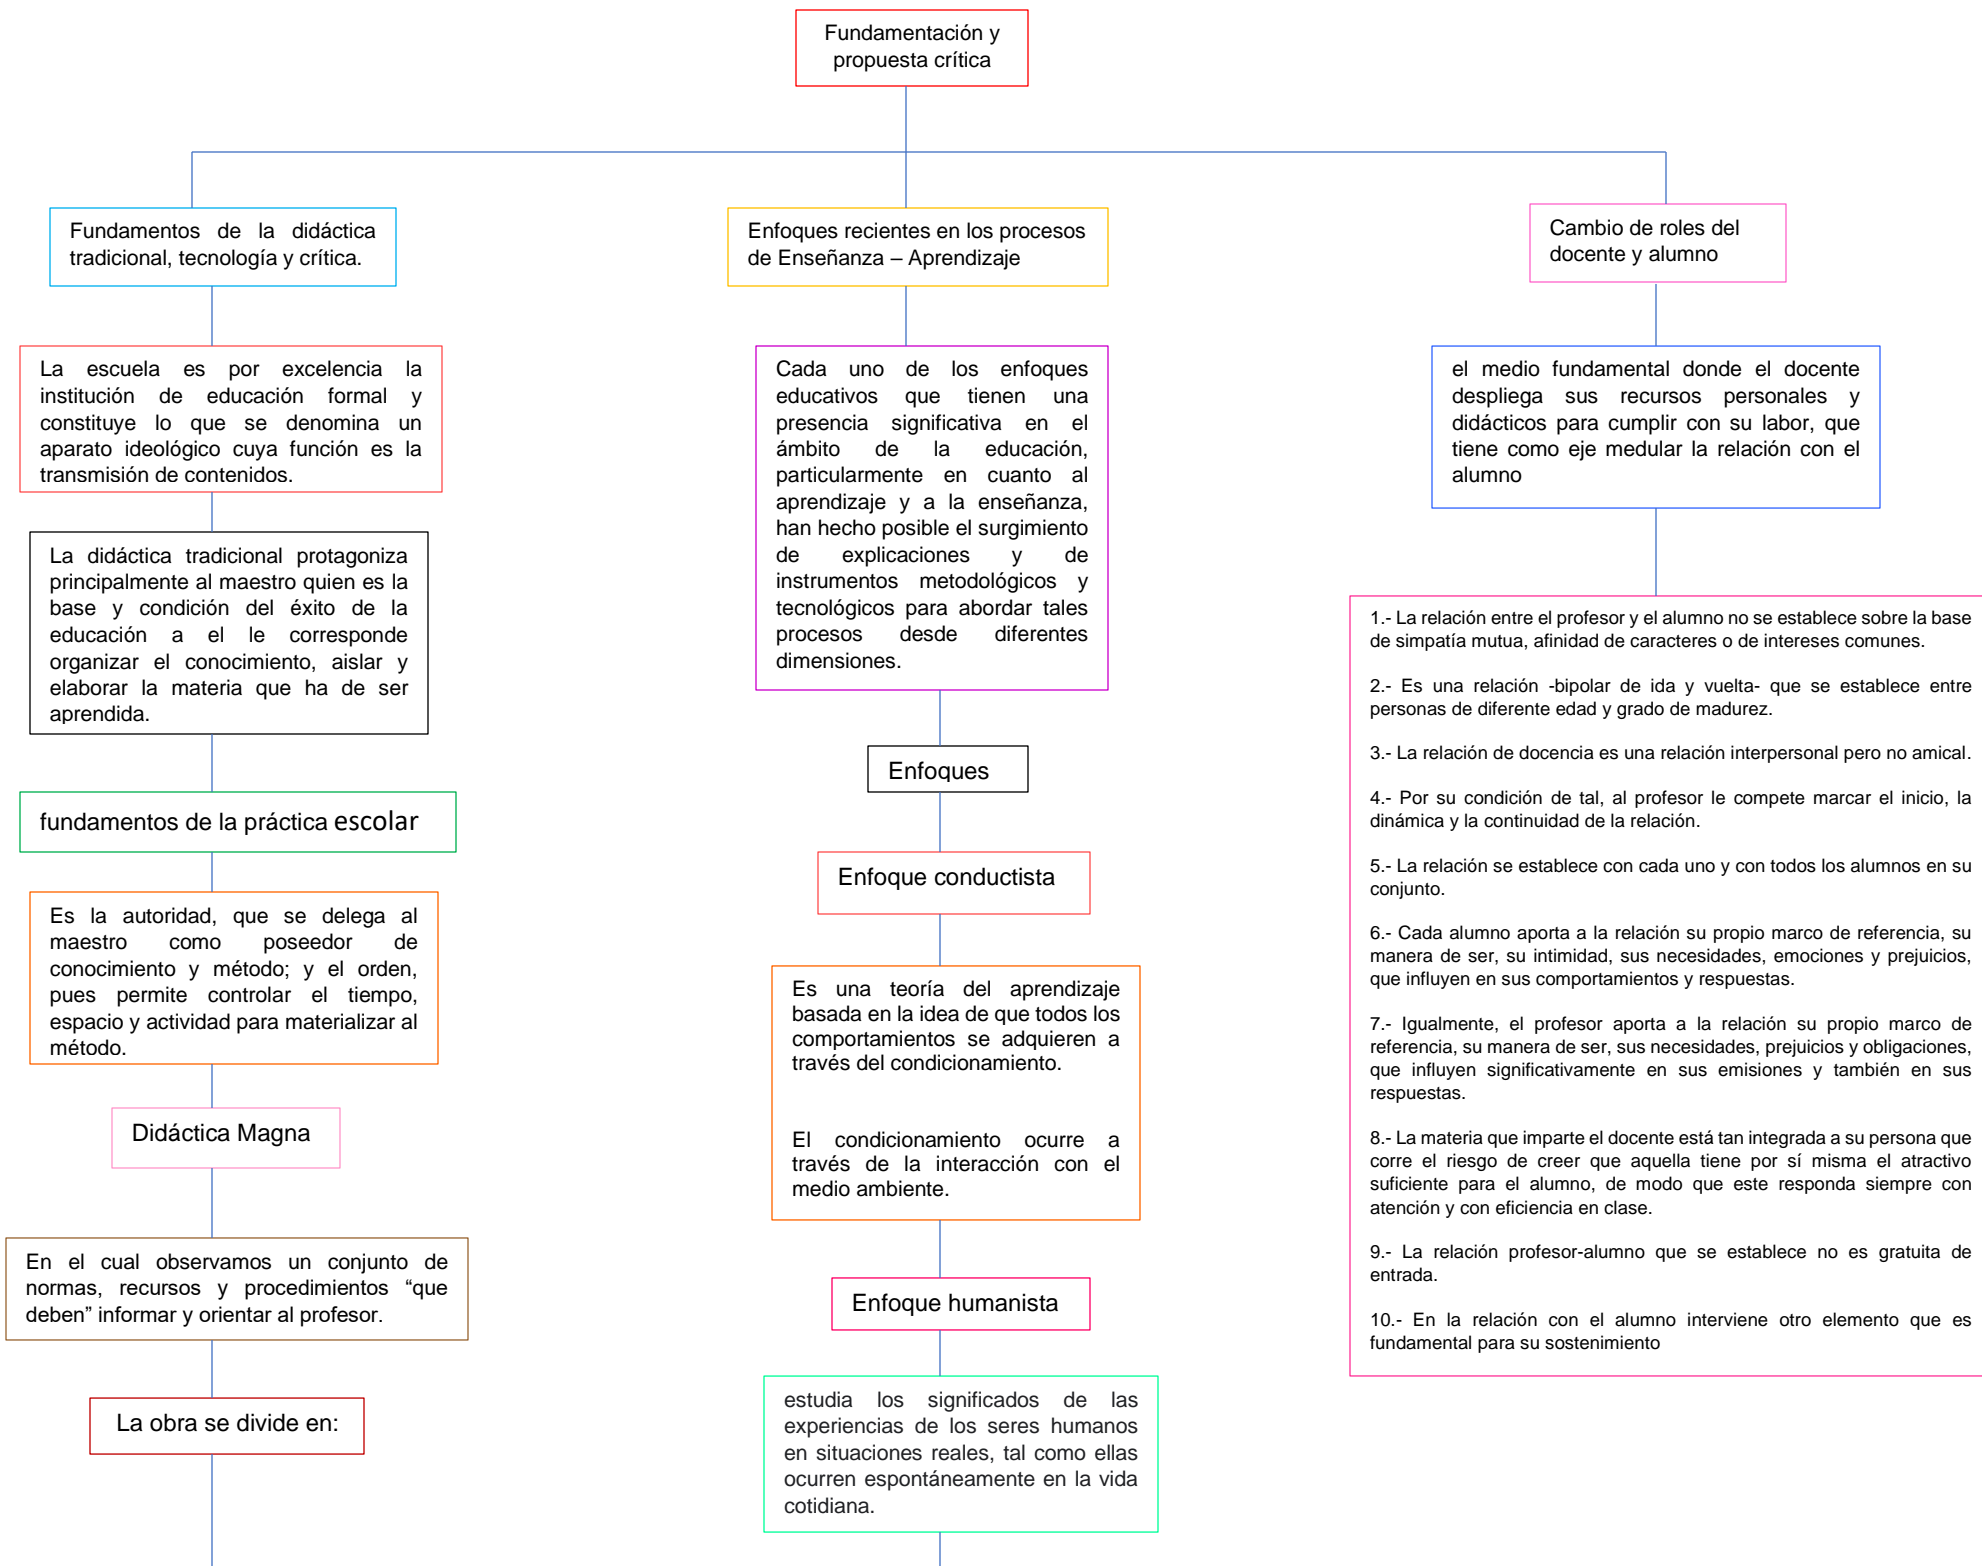 Fundamentación y
propuesta crítica
Fundamentos de la didáctica
tradicional, tecnología y crítica.
La escuela es por excelencia la
institución de educación formal y
constituye lo que se denomina un
aparato ideológico cuya función es la
transmisión de contenidos.
La didáctica tradicional protagoniza
principalmente al maestro quien es la
base y condición del éxito de la
educación a el le corresponde
organizar el conocimiento, aislar y
elaborar la materia que ha de ser
aprendida.
fundamentos de la práctica escolar
Es la autoridad, que se delega al
maestro como poseedor de
conocimiento y método; y el orden,
pues permite controlar el tiempo,
espacio y actividad para materializar al
método.
Didáctica Magna
En el cual observamos un conjunto de
normas, recursos y procedimientos “que
deben” informar y orientar al profesor.
La obra se divide en:
Enfoques recientes en los procesos
de Enseñanza – Aprendizaje
Cada uno de los enfoques
educativos que tienen una
presencia significativa en el
ámbito de la educación,
particularmente en cuanto al
aprendizaje y a la enseñanza,
han hecho posible el surgimiento
de explicaciones y de
instrumentos metodológicos y
tecnológicos para abordar tales
procesos desde diferentes
dimensiones.
Enfoques
Enfoque conductista
Es una teoría del aprendizaje
basada en la idea de que todos los
comportamientos se adquieren a
través del condicionamiento.
El condicionamiento ocurre a
través de la interacción con el
medio ambiente.
Enfoque humanista
estudia los significados de las
experiencias de los seres humanos
en situaciones reales, tal como ellas
ocurren espontáneamente en la vida
cotidiana.
Cambio de roles del
docente y alumno
el medio fundamental donde el docente
despliega sus recursos personales y
didácticos para cumplir con su labor, que
tiene como eje medular la relación con el
alumno
1.- La relación entre el profesor y el alumno no se establece sobre la base
de simpatía mutua, afinidad de caracteres o de intereses comunes.
2.- Es una relación -bipolar de ida y vuelta- que se establece entre
personas de diferente edad y grado de madurez.
3.- La relación de docencia es una relación interpersonal pero no amical.
4.- Por su condición de tal, al profesor le compete marcar el inicio, la
dinámica y la continuidad de la relación.
5.- La relación se establece con cada uno y con todos los alumnos en su
conjunto.
6.- Cada alumno aporta a la relación su propio marco de referencia, su
manera de ser, su intimidad, sus necesidades, emociones y prejuicios,
que influyen en sus comportamientos y respuestas.
7.- Igualmente, el profesor aporta a la relación su propio marco de
referencia, su manera de ser, sus necesidades, prejuicios y obligaciones,
que influyen significativamente en sus emisiones y también en sus
respuestas.
8.- La materia que imparte el docente está tan integrada a su persona que
corre el riesgo de creer que aquella tiene por sí misma el atractivo
suficiente para el alumno, de modo que este responda siempre con
atención y con eficiencia en clase.
9.- La relación profesor-alumno que se establece no es gratuita de
entrada.
10.- En la relación con el alumno interviene otro elemento que es
fundamental para su sostenimiento